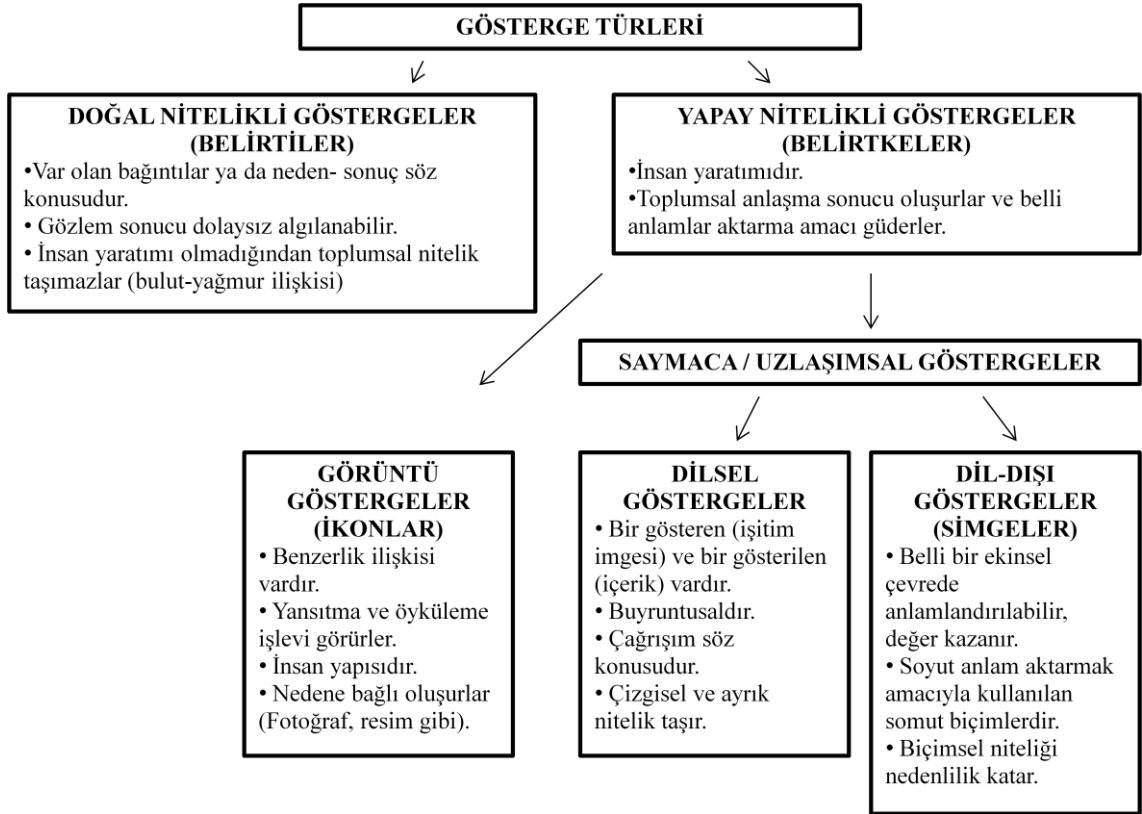 GÖSTERGE TÜRLERİ
DOĞAL NİTELİKLİ GÖSTERGELER
(BELİRTİLER)
•Var olan bağıntılar ya da neden- sonuç söz
konusudur.
• Gözlem sonucu dolaysız algılanabilir.
• İnsan yaratımı olmadığından toplumsal nitelik
taşımazlar (bulut-yağmur ilişkisi)
YAPAY NİTELİKLİ GÖSTERGELER
(BELİRTKELER)
•İnsan yaratımıdır.
•Toplumsal anlaşma sonucu oluşurlar ve belli
anlamlar aktarma amacı güderler.
SAYMACA / UZLAŞIMSAL GÖSTERGELER
GÖRÜNTÜ
GÖSTERGELER
(İKONLAR)
• Benzerlik ilişkisi
vardır.
• Yansıtma ve öyküleme
işlevi görürler.
• İnsan yapısıdır.
• Nedene bağlı oluşurlar
(Fotoğraf, resim gibi).
DİLSEL
GÖSTERGELER
• Bir gösteren (işitim
imgesi) ve bir gösterilen
(içerik) vardır.
• Buyruntusaldır.
• Çağrışım söz
konusudur.
• Çizgisel ve ayrık
nitelik taşır.
DİL-DIŞI
GÖSTERGELER
(SİMGELER)
• Belli bir ekinsel
çevrede
anlamlandırılabilir,
değer kazanır.
• Soyut anlam aktarmak
amacıyla kullanılan
somut biçimlerdir.
• Biçimsel niteliği
nedenlilik katar.